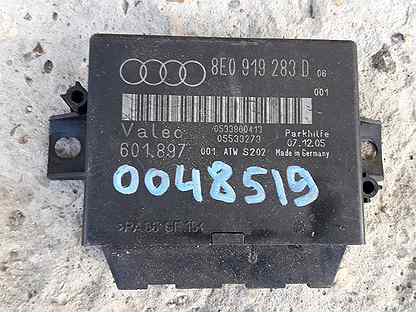 8E0 919 283 D 06
001
Valeo 0533900413 Parkhilfe
05533273 07.12.05
601.897 001 ATW S202 Made in Germany
0048519